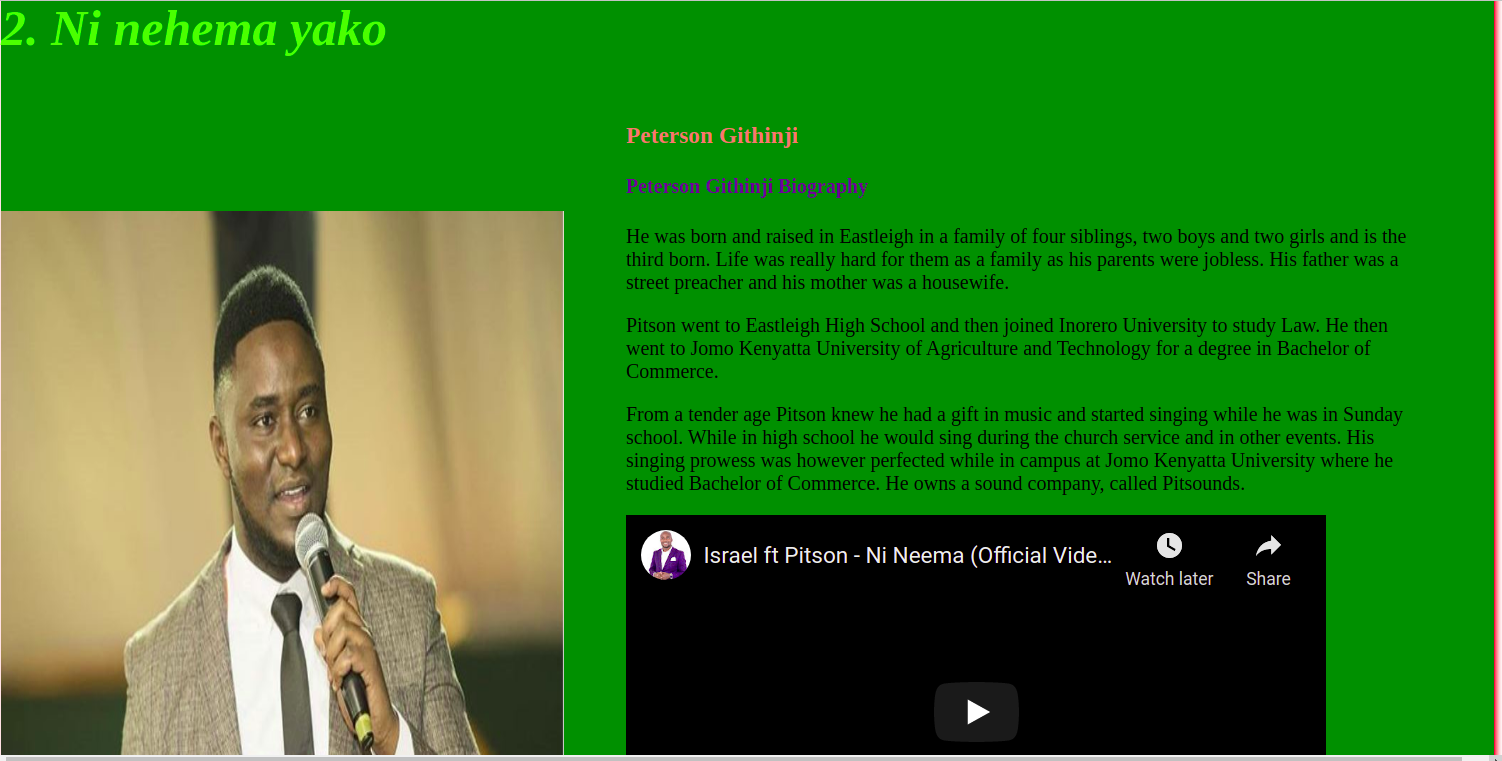 2. Ni nehema yako
Peterson Githinji
Peterson Githinji Biography
He was born and raised in Eastleigh in a family of four siblings, two boys and two girls and is the
third born. Life was really hard for them as a family as his parents were jobless. His father was a
street preacher and his mother was a housewife.
Pitson went to Eastleigh High School and then joined Inorero University to study Law. He then
went to Jomo Kenyatta University of Agriculture and Technology for a degree in Bachelor of
Commerce.
From a tender age Pitson knew he had a gift in music and started singing while he was in Sunday
school. While in high school he would sing during the church service and in other events. His
singing prowess was however perfected while in campus at Jomo Kenyatta University where he
studied Bachelor of Commerce. He owns a sound company, called Pitsounds.
Israel ft Pitson - Ni Neema (Official Vide...
Watch later
Share